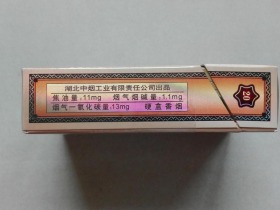 湖北中烟工业有限责任公司出品
焦油量:11mg 烟气烟碱量:1.1mg
烟气一氧化碳量:13mg 硬盒香烟
20